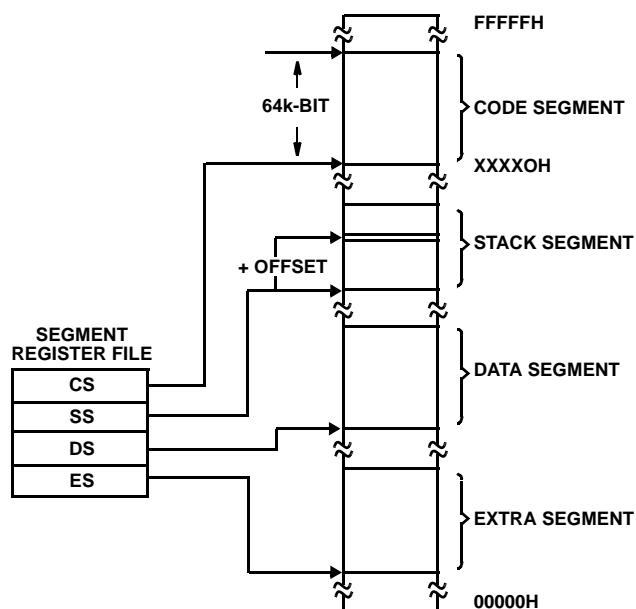 FFFFFH
64k-BIT
CODE SEGMENT
XXXXOH
STACK SEGMENT
+ OFFSET
SEGMENT
REGISTER FILE
CS
SS
DS
ES
DATA SEGMENT
EXTRA SEGMENT
00000H